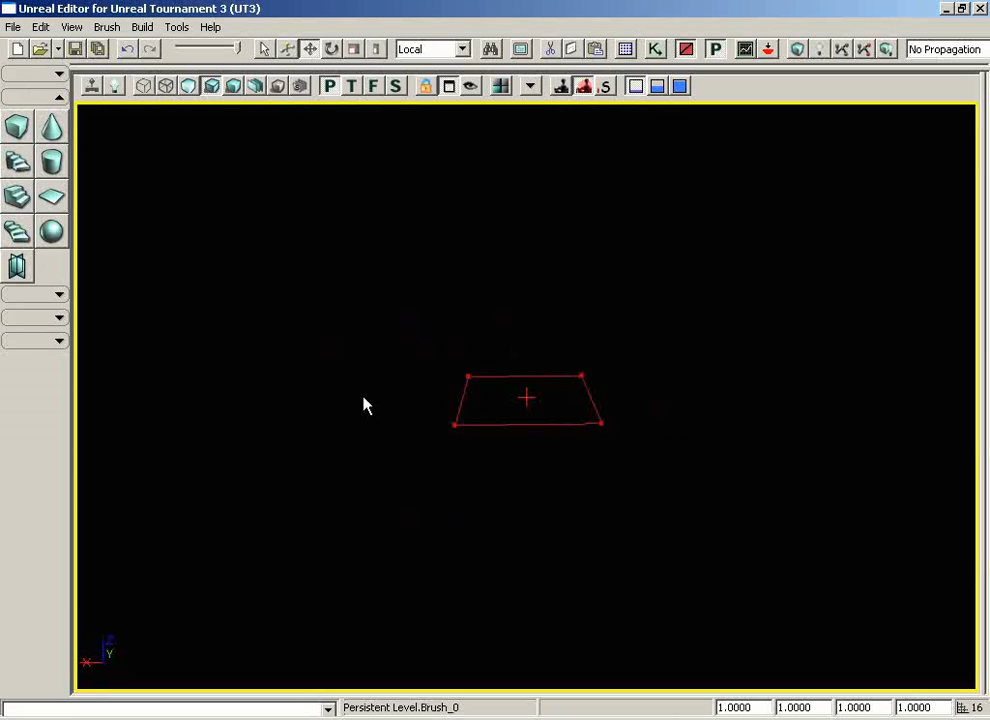 Unreal Editor for Unreal Tournament 3 (UT3)
File Edit View Brush Build Tools Help
Local
No Propagation
P T F S
S
P
K
X
Z
Y
Persistent Level.Brush_0
1.0000 1.0000 1.0000 1.0000 16